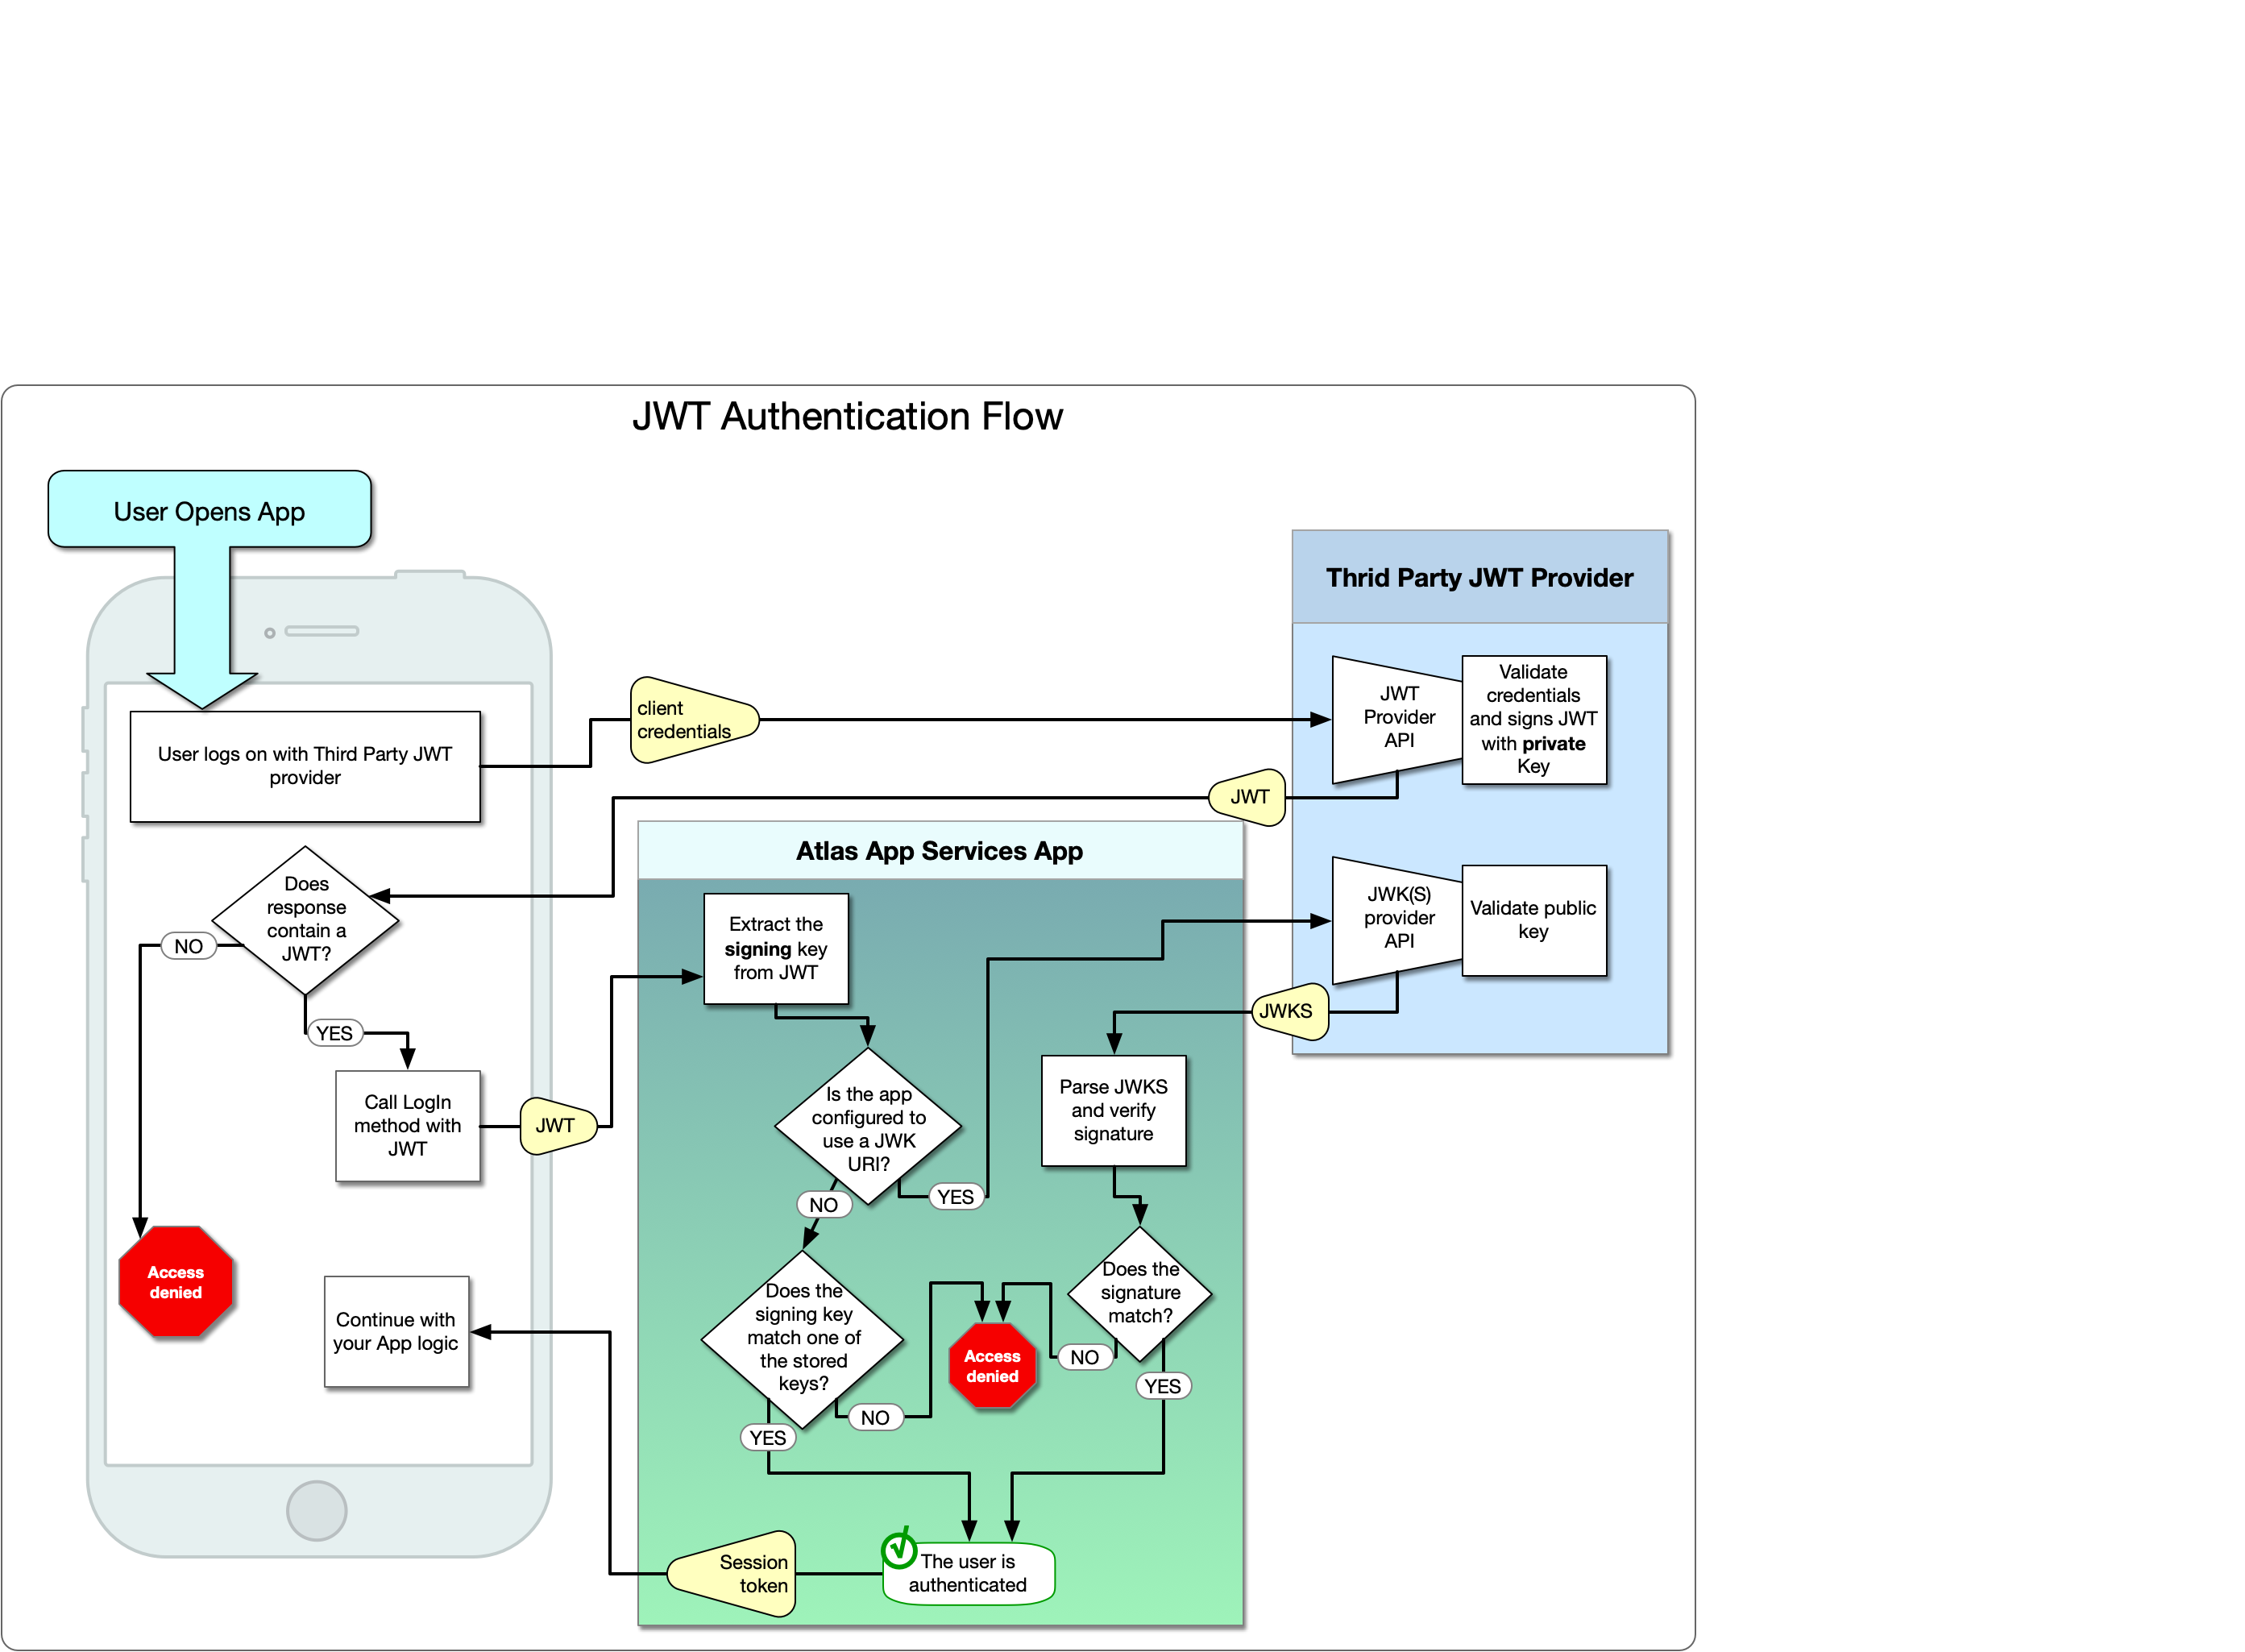 JWT Authentication Flow
User Opens App
Thrid Party JWT Provider
User logs on with Third Party JWT
provider
client
credentials
JWT
Provider
API
Validate
credentials
and signs JWT
with private
Key
JWT
Does
response
contain a
JWT?
NO
YES
Call LogIn
method with
JWT
JWT
Access
denied
Continue with
your App logic
Atlas App Services App
Extract the
signing key
from JWT
JWK(S)
provider
API
Validate public
key
JWKS
Is the app
configured to
use a JWK
URI?
NO
YES
Parse JWKS
and verify
signature
Does the
signing key
match one of
the stored
keys?
NO
YES
Access
denied
Does the
signature
match?
NO
YES
The user is
authenticated
Session
token